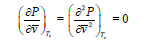 (∂P/∂v̄)_{T_c} = (∂²P/∂v̄²)_{T_c} = 0